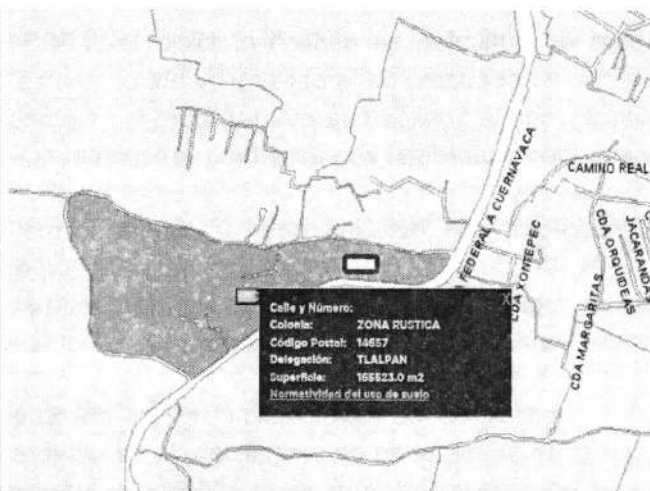 FEDERAL A CUERNAVACA
CAMINO REAL
CDA XONTEPEC
CDA ORQUIDEAS
JACARANDAS
CDA MARGARITAS
X
Calle y Número:
Colonia: ZONA RUSTICA
Código Postal: 14657
Delegación: TLALPAN
Superficie: 165523.0 m2
Normatividad del uso de suelo